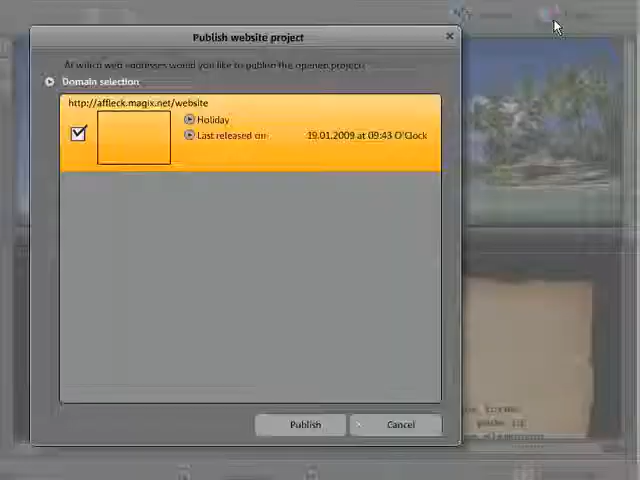 Publish website project
At which web addresses would you like to publish the opened project?
Domain selection
http://affleck.magix.net/website
Holiday
Last released on 19.01.2009 at 09:43 O'Clock
Publish
Cancel